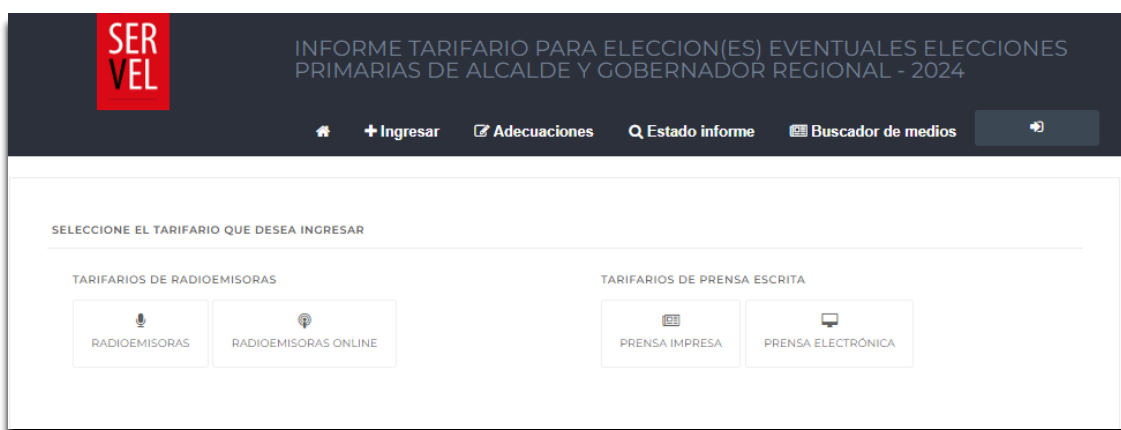 SER
VEL
INFORME TARIFARIO PARA ELECCION(ES) EVENTUALES ELECCIONES
PRIMARIAS DE ALCALDE Y GOBERNADOR REGIONAL - 2024
+ Ingresar Adecuaciones Estado informe Buscador de medios
SELECCIONE EL TARIFARIO QUE DESEA INGRESAR
TARIFARIOS DE RADIOEMISORAS TARIFARIOS DE PRENSA ESCRITA
RADIOEMISORAS RADIOEMISORAS ONLINE PRENSA IMPRESA PRENSA ELECTRÓNICA